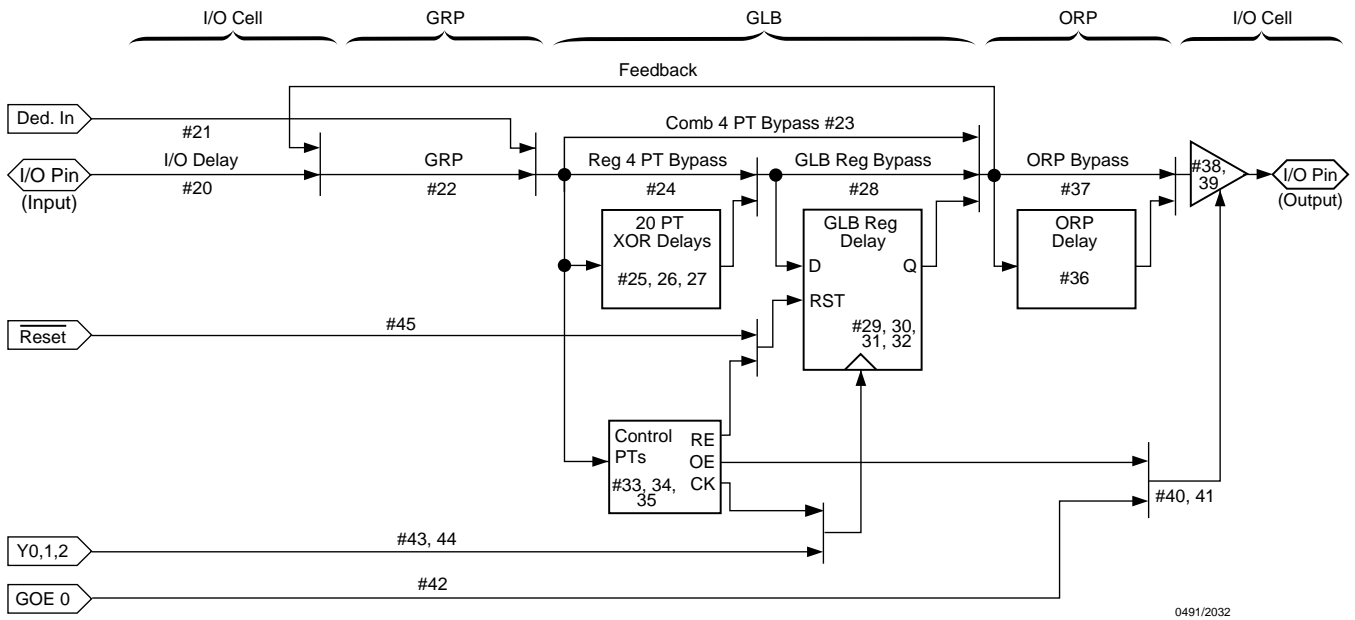 I/O Cell
GRP
GLB
ORP
I/O Cell
Feedback
Ded. In
#21
Comb 4 PT Bypass #23
I/O Pin
(Input)
I/O Delay
#20
GRP
#22
Reg 4 PT Bypass
#24
GLB Reg Bypass
#28
ORP Bypass
#37
#38,
39
I/O Pin
(Output)
20 PT
XOR Delays
#25, 26, 27
GLB Reg
Delay
D
Q
RST
#29, 30,
31, 32
ORP
Delay
#36
Reset
#45
Control
PTs
#33, 34,
35
RE
OE
CK
#40, 41
Y0,1,2
#43, 44
GOE 0
#42
0491/2032